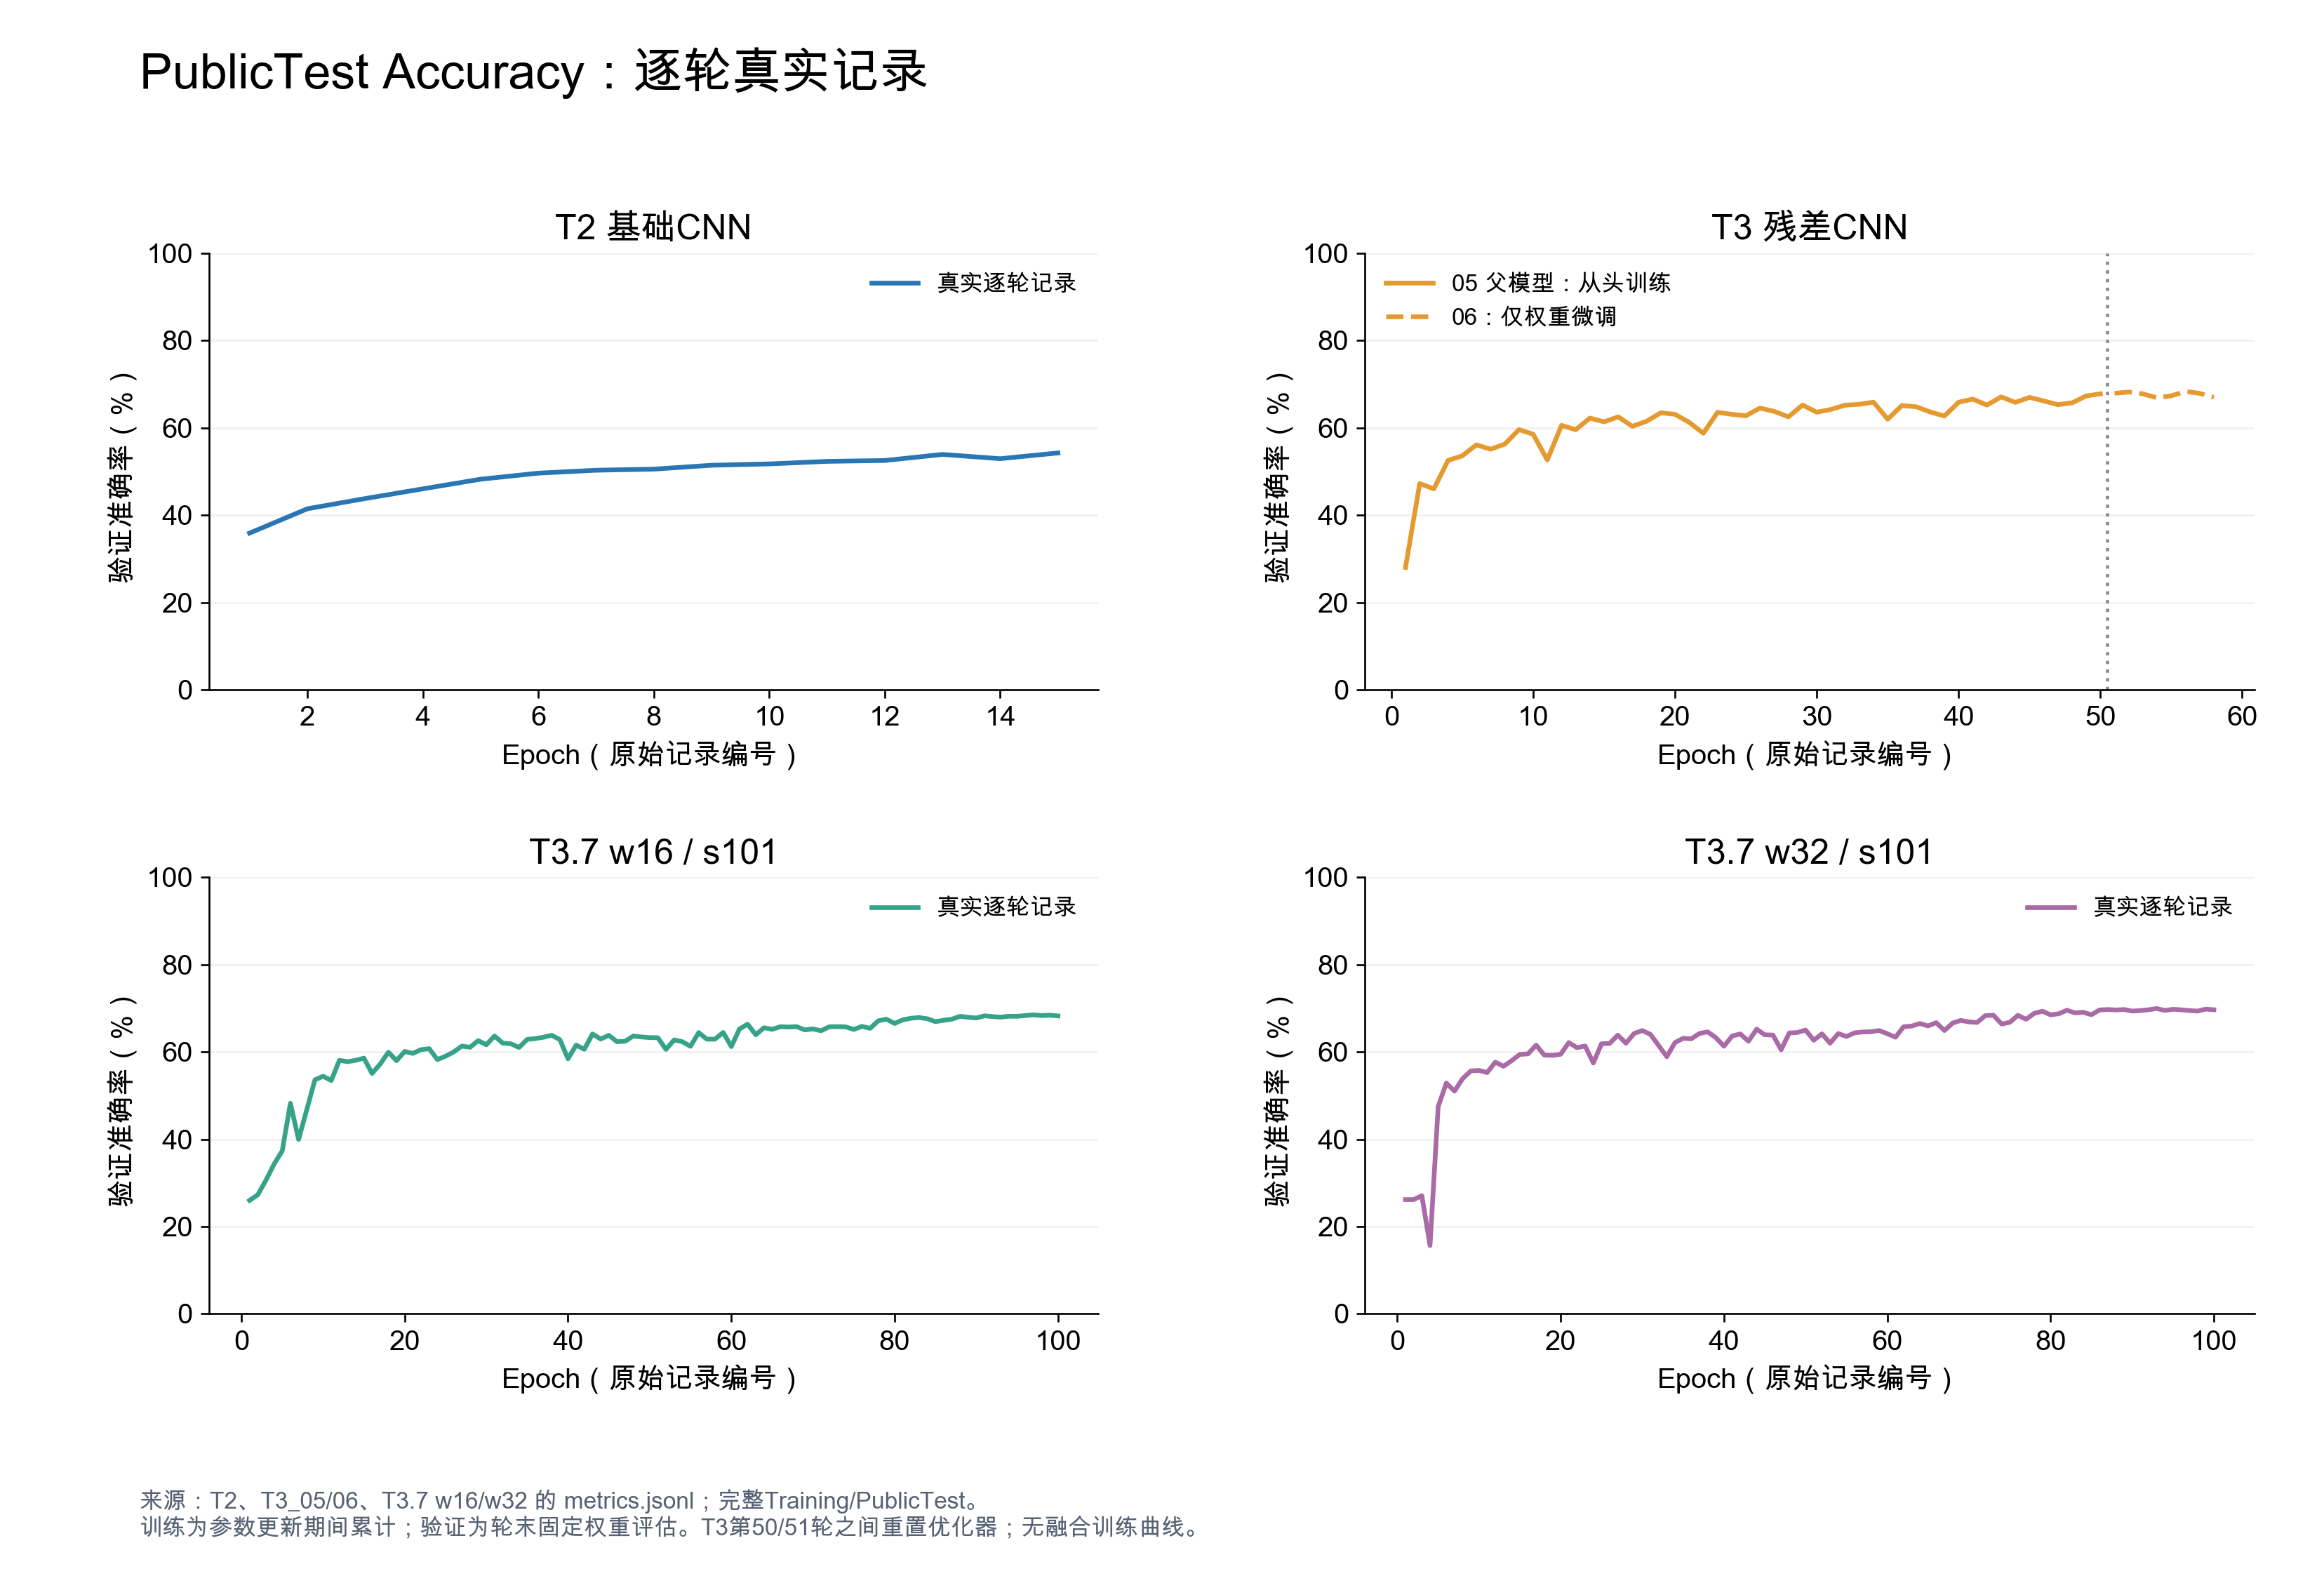 PublicTest Accuracy：逐轮真实记录
T2 基础CNN
真实逐轮记录
验证准确率（%）
100
80
60
40
20
0
2 4 6 8 10 12 14
Epoch（原始记录编号）
T3 残差CNN
05 父模型：从头训练
06：仅权重微调
验证准确率（%）
100
80
60
40
20
0
0 10 20 30 40 50 60
Epoch（原始记录编号）
T3.7 w16 / s101
真实逐轮记录
验证准确率（%）
100
80
60
40
20
0
0 20 40 60 80 100
Epoch（原始记录编号）
T3.7 w32 / s101
真实逐轮记录
验证准确率（%）
100
80
60
40
20
0
0 20 40 60 80 100
Epoch（原始记录编号）
来源：T2、T3_05/06、T3.7 w16/w32 的 metrics.jsonl；完整Training/PublicTest。
训练为参数更新期间累计；验证为轮末固定权重评估。T3第50/51轮之间重置优化器；无融合训练曲线。